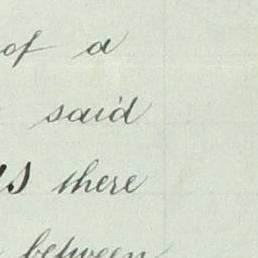 of a
said
there
between